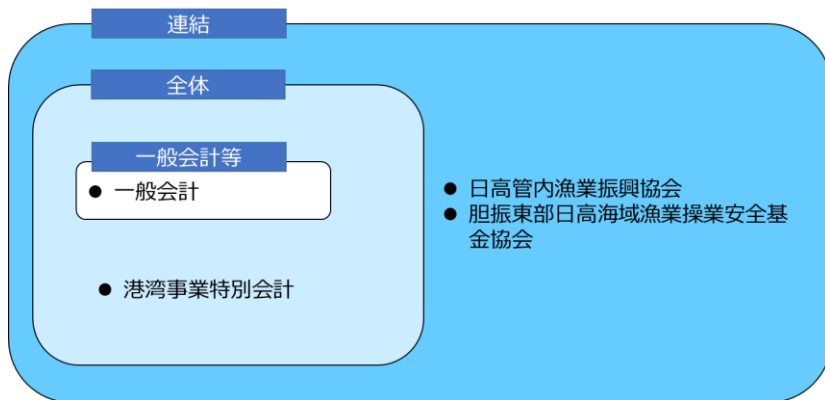 連結
全体
一般会計等
● 一般会計
● 港湾事業特別会計
● 日高管内漁業振興協会
● 胆振東部日高海域漁業操業安全基
金協会